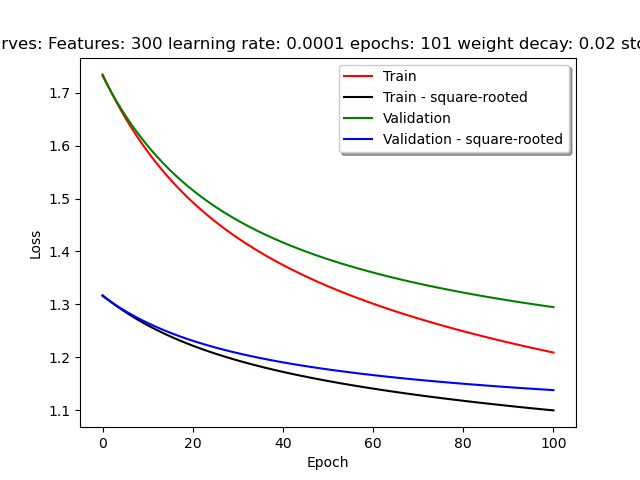 rves: Features: 300 learning rate: 0.0001 epochs: 101 weight decay: 0.02 sto
Train
Train - square-rooted
Validation
Validation - square-rooted
1.7
1.6
1.5
1.4
1.3
1.2
1.1
Loss
0 20 40 60 80 100
Epoch